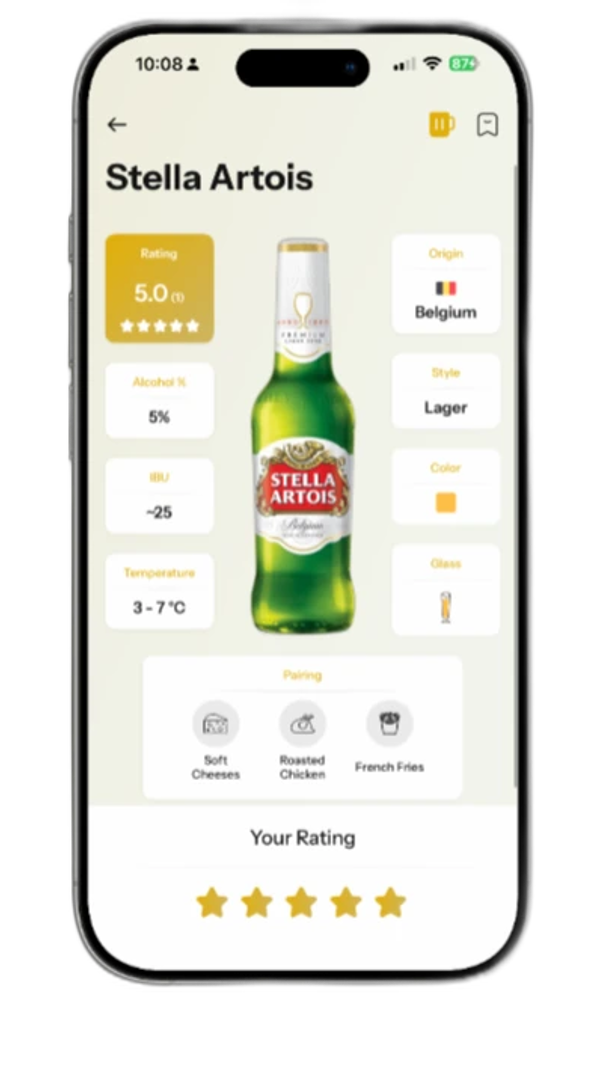 10:08
87
Stella Artois
Rating
5.0 (1)
Alcohol %
5%
IBU
~25
Temperature
3 - 7 °C
PREMIUM
STELLA
ARTOIS
Belgium
Origin
Belgium
Style
Lager
Color
Glass
Pairing
Soft
Cheeses
Roasted
Chicken
French Fries
Your Rating